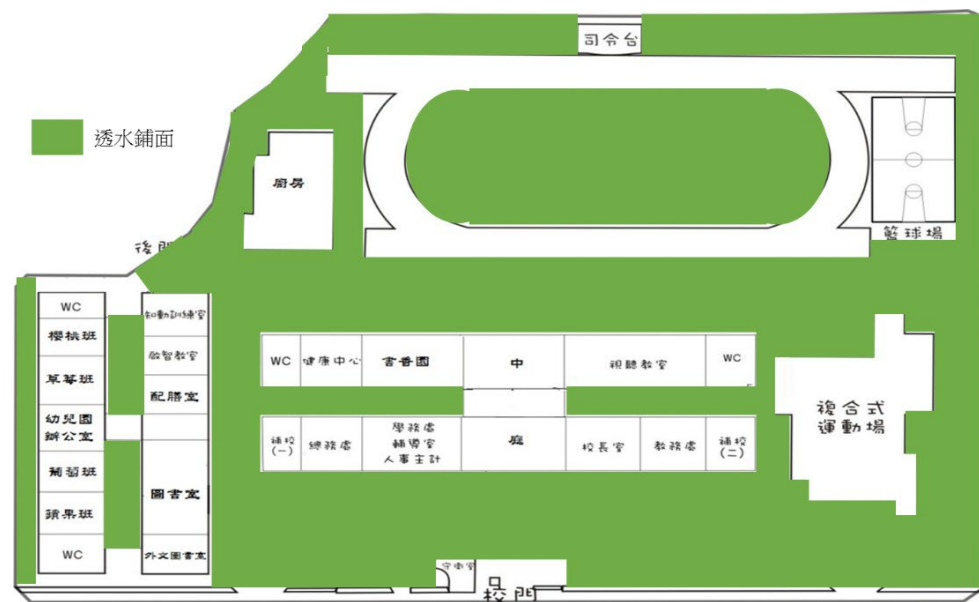 司令台
透水鋪面
廚房
籃球場
後門
WC
櫻桃班
草莓班
幼兒園
辦公室
葡萄班
蘋果班
WC
知動訓練室
啟智教室
配膳室
圖書室
外文圖書室
WC
健康中心
書香園
中
視聽教室
WC
補校
(一)
總務處
學務處
輔導室
人事主計
庭
校長室
教務處
補校
(二)
複合式
運動場
守衛室
校門